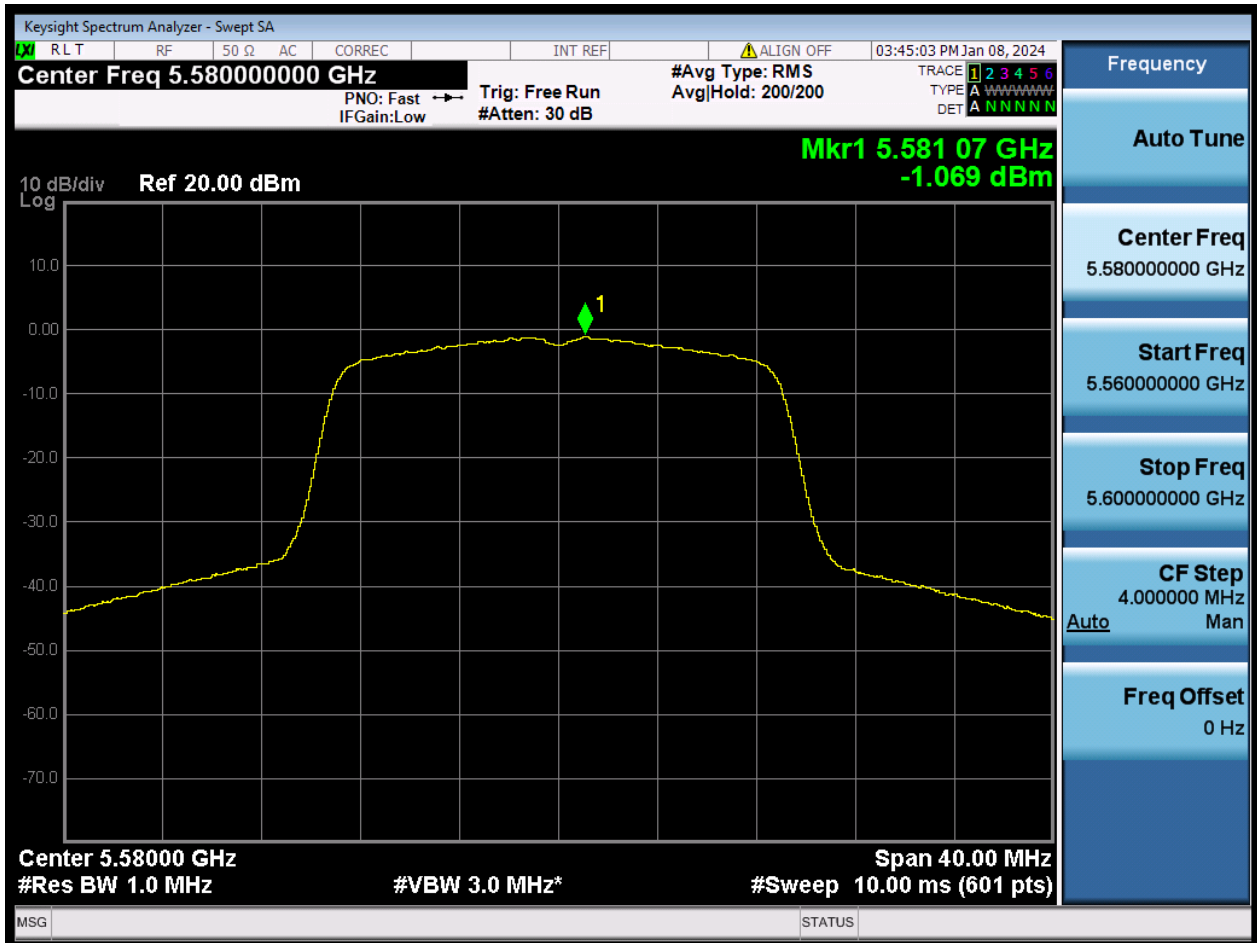 Keysight Spectrum Analyzer - Swept SA
LXI RLT RF 50 Ω AC CORREC INT REF ALIGN OFF 03:45:03 PM Jan 08, 2024
Center Freq 5.580000000 GHz
PNO: Fast
IFGain:Low
Trig: Free Run
#Atten: 30 dB
#Avg Type: RMS
Avg|Hold: 200/200
TRACE 1 2 3 4 5 6
TYPE A WWWWW
DET A N N N N N
Mkr1 5.581 07 GHz
-1.069 dBm
10 dB/div
Log
Ref 20.00 dBm
10.0
0.00
-10.0
-20.0
-30.0
-40.0
-50.0
-60.0
-70.0
1
Center 5.58000 GHz
Span 40.00 MHz
#Res BW 1.0 MHz
#VBW 3.0 MHz*
#Sweep 10.00 ms (601 pts)
MSG
STATUS
Frequency
Auto Tune
Center Freq
5.580000000 GHz
Start Freq
5.560000000 GHz
Stop Freq
5.600000000 GHz
CF Step
4.000000 MHz
Auto Man
Freq Offset
0 Hz